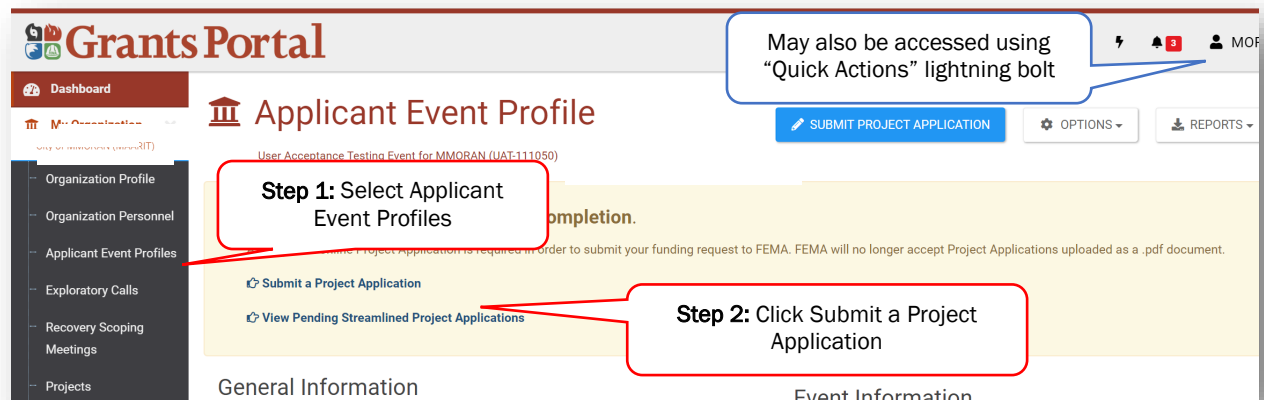 Grants Portal
May also be accessed using
“Quick Actions” lightning bolt
3
Dashboard
My Organization
Applicant Event Profile
SUBMIT PROJECT APPLICATION
OPTIONS
REPORTS
User Acceptance Testing Event for MMORAN (UAT-111050)
Organization Profile
Organization Personnel
Applicant Event Profiles
Exploratory Calls
Recovery Scoping
Meetings
Projects
Step 1: Select Applicant
Event Profiles
Project Application is required in order to submit your funding request to FEMA. FEMA will no longer accept Project Applications uploaded as a .pdf document.
Submit a Project Application
View Pending Streamlined Project Applications
Step 2: Click Submit a Project
Application
General Information
Event Information